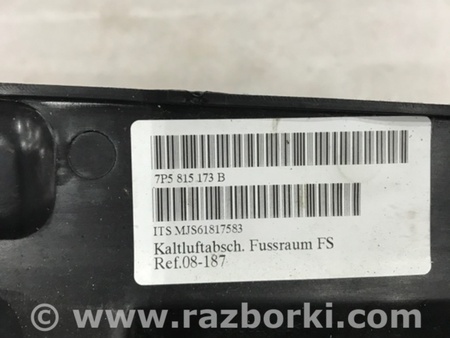 7P5 815 173 B
ITS MJS61817583
Kaltluftabsch. Fussraum FS
Ref.08-187
© www.razborki.com